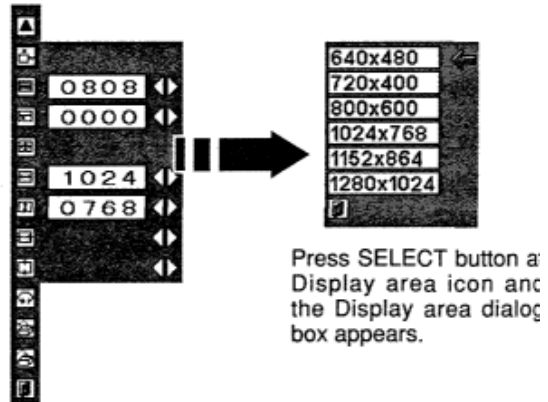 0808
0000
1024
0768
640x480
720x400
800x600
1024x768
1152x864
1280x1024
Press SELECT button at
Display area icon and
the Display area dialog
box appears.